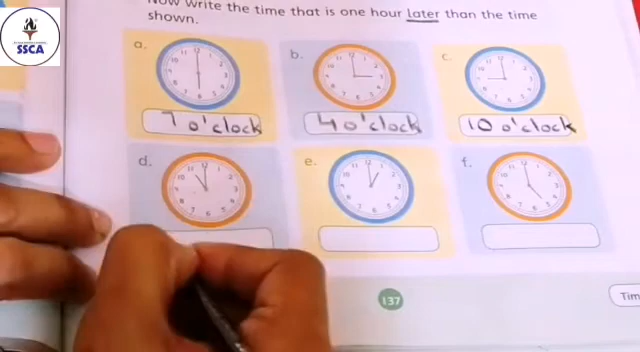 Now write the time that is one hour later than the time
shown.
SSCA
a.
b.
c.
7 o'clock
4 o'clock
10 o'clock
d.
e.
f.
137
Tim